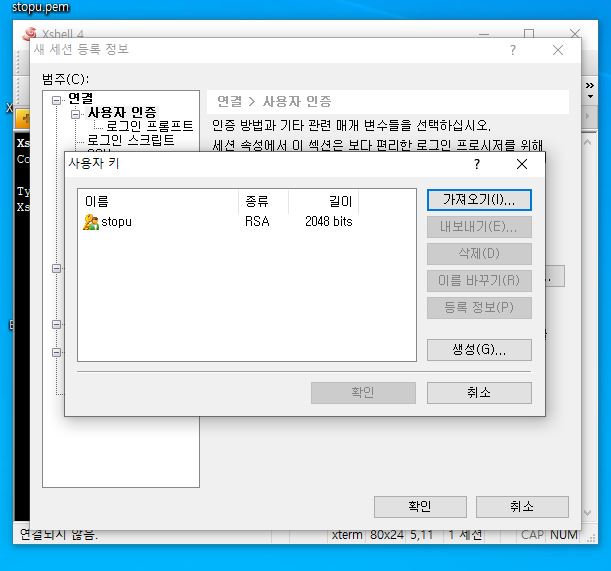 stopu.pem
Xshell 4
새 세션 등록 정보
범주(C):
연결
사용자 인증
로그인 프롬프트
로그인 스크립트
연결 > 사용자 인증
인증 방법과 기타 관련 매개 변수들을 선택하십시오.
세션 속성에서 이 섹션은 보다 편리한 로그인 프로시저를 위해
사용자 키
이름 종류 길이
stopu RSA 2048 bits
가져오기(I)...
내보내기(E)...
삭제(D)
이름 바꾸기(R)
등록 정보(P)
생성(G)...
확인 취소
확인 취소
연결되지 않음.
xterm 80x24 5,11 1 세션 CAP NUM